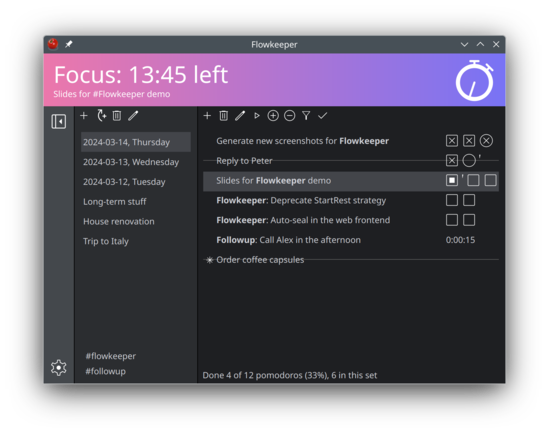 Flowkeeper
Focus: 13:45 left
Slides for #Flowkeeper demo
2024-03-14, Thursday
2024-03-13, Wednesday
2024-03-12, Tuesday
Long-term stuff
House renovation
Trip to Italy
#flowkeeper
#followup
Generate new screenshots for Flowkeeper
Reply to Peter
Slides for Flowkeeper demo
Flowkeeper: Deprecate StartRest strategy
Flowkeeper: Auto-seal in the web frontend
Followup: Call Alex in the afternoon 0:00:15
Order coffee capsules
Done 4 of 12 pomodoros (33%), 6 in this set